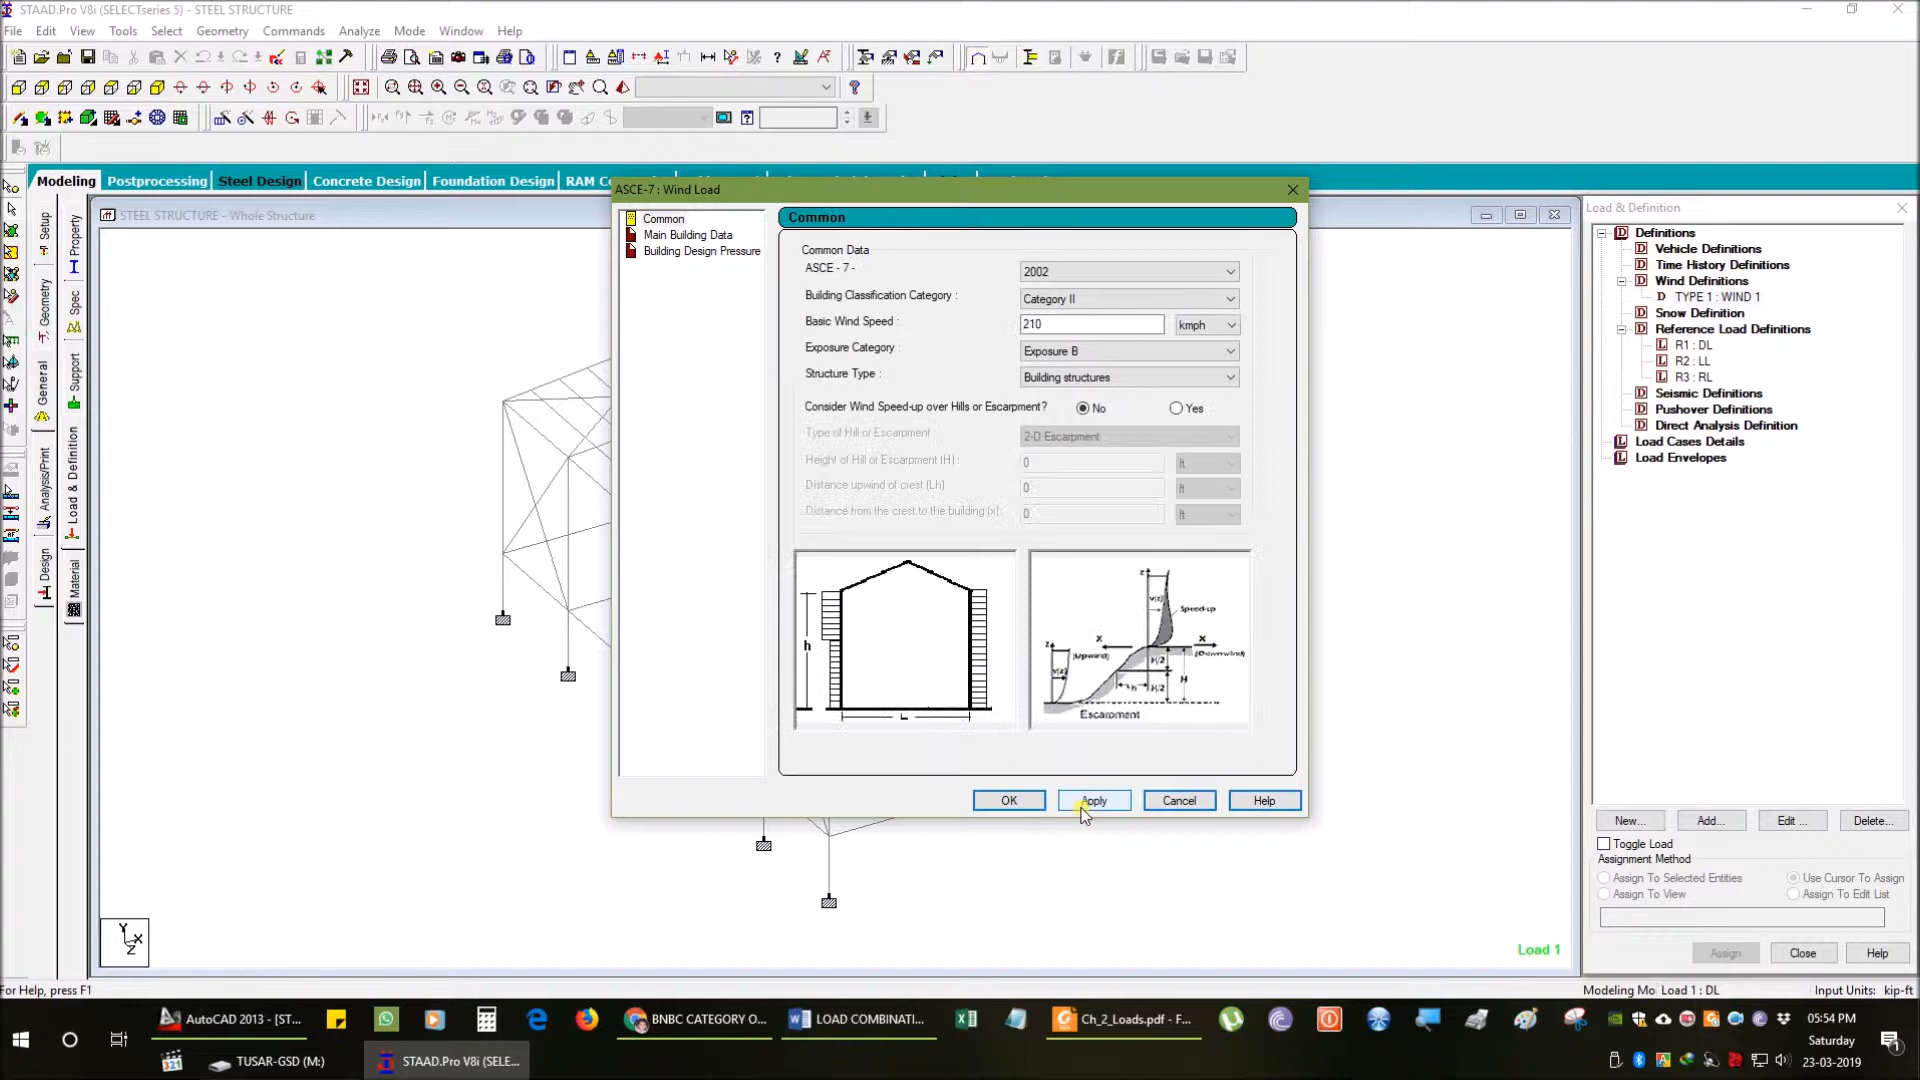 STAAD.Pro V8i (SELECTseries 5) - STEEL STRUCTURE
File Edit View Tools Select Geometry Commands Analyze Mode Window Help
Modeling Postprocessing Steel Design Concrete Design Foundation Design RAM Co
STEEL STRUCTURE - Whole Structure
Setup
Geometry
General
Analysis/Print
Design
Property
Spec
Support
Load & Definition
Material
ASCE-7 : Wind Load
Common
Main Building Data
Building Design Pressure
Common
Common Data
ASCE - 7 - 2002
Building Classification Category : Category II
Basic Wind Speed : 210 kmph
Exposure Category : Exposure B
Structure Type : Building structures
Consider Wind Speed-up over Hills or Escarpment? No Yes
Type of Hill or Escarpment : 2-D Escarpment
Height of Hill or Escarpment (H) : 0 ft
Distance upwind of crest (Lh) 0 ft
Distance from the crest to the building (x) : 0 ft
h
L
z
v(z)
Speed-up
x x
z (Upwind) (Downwind)
v(z) H/2
Lh H/2 H
Escarpment
OK Apply Cancel Help
Load & Definition
Definitions
Vehicle Definitions
Time History Definitions
Wind Definitions
TYPE 1 : WIND 1
Snow Definition
Reference Load Definitions
R1 : DL
R2 : LL
R3 : RL
Seismic Definitions
Pushover Definitions
Direct Analysis Definition
Load Cases Details
Load Envelopes
New... Add... Edit ... Delete...
Toggle Load
Assignment Method
Assign To Selected Entities Use Cursor To Assign
Assign To View Assign To Edit List
Assign Close Help
Y
X
Z
Load 1
For Help, press F1
Modeling Mo Load 1 : DL Input Units: kip-ft
AutoCAD 2013 - [ST...
BNBC CATEGORY O...
LOAD COMBINATI...
Ch_2_Loads.pdf - F...
05:54 PM
Saturday
23-03-2019
TUSAR-GSD (M:)
STAAD.Pro V8i (SELE...